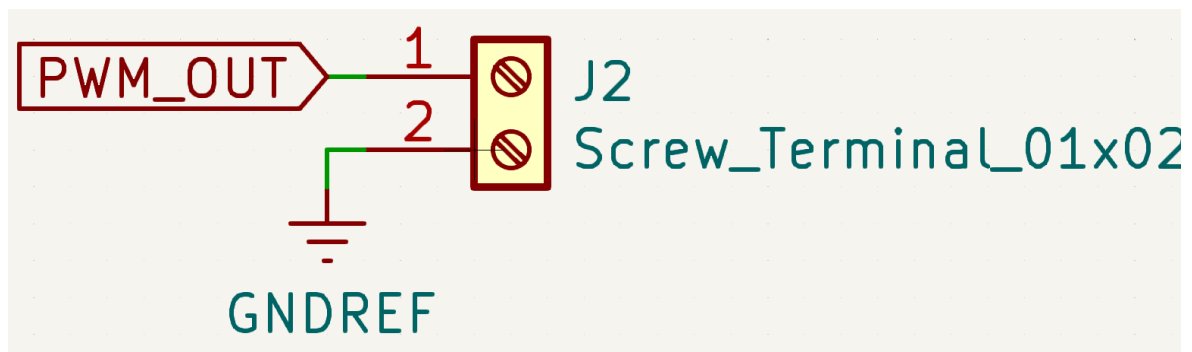 PWM_OUT
1
2
J2
Screw_Terminal_01x02
GNDREF